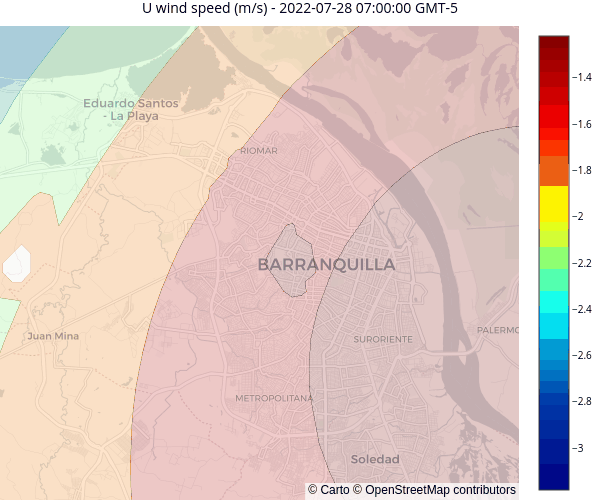 U wind speed (m/s) - 2022-07-28 07:00:00 GMT-5
Eduardo Santos
- La Playa
RIOMAR
BARRANQUILLA
Juan Mina
SURORIENTE
PALERMO
METROPOLITANA
Soledad
© Carto © OpenStreetMap contributors
−1.4
−1.6
−1.8
−2
−2.2
−2.4
−2.6
−2.8
−3